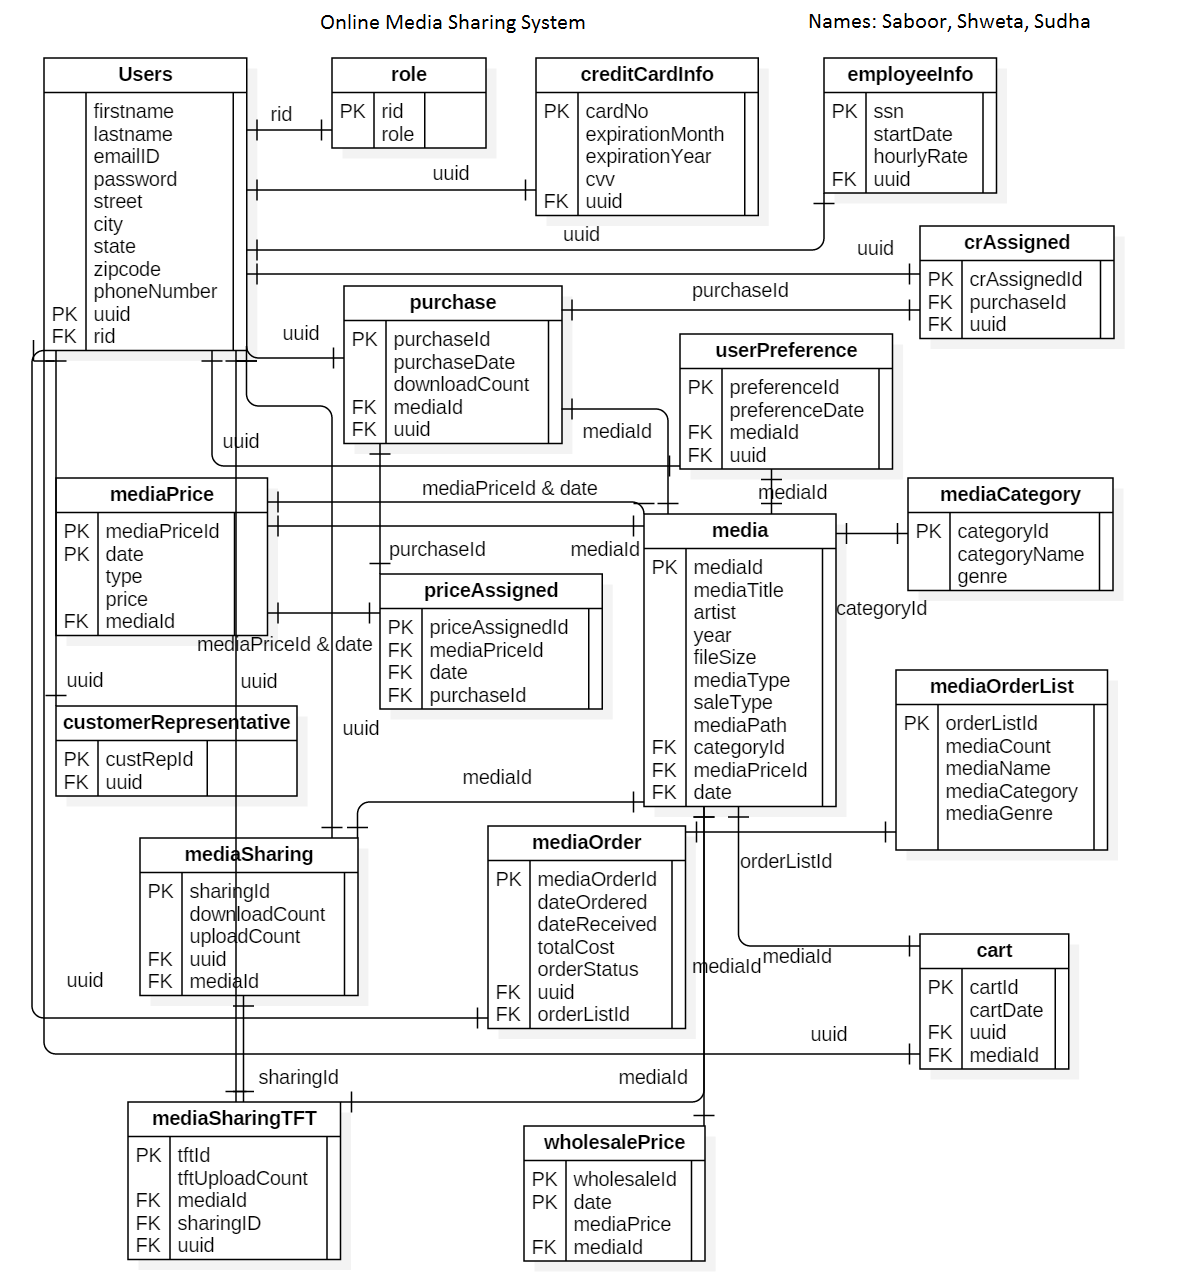 Online Media Sharing System
Names: Saboor, Shweta, Sudha
Users
firstname
lastname
emailID
password
street
city
state
zipcode
phoneNumber
PK uuid
FK rid
rid
role
PK rid
role
uuid
creditCardInfo
PK cardNo
expirationMonth
expirationYear
cvv
FK uuid
employeeInfo
PK ssn
startDate
hourlyRate
FK uuid
uuid
uuid
crAssigned
PK crAssignedId
FK purchaseId
FK uuid
purchaseId
uuid
purchase
PK purchaseId
purchaseDate
downloadCount
FK mediaId
FK uuid
userPreference
PK preferenceId
preferenceDate
FK mediaId
FK uuid
mediaId
uuid
mediaId
mediaPriceId & date
mediaPrice
PK mediaPriceId
PK date
type
price
FK mediaId
purchaseId
mediaId
mediaPriceId & date
priceAssigned
PK priceAssignedId
FK mediaPriceId
FK date
FK purchaseId
media
PK mediaId
mediaTitle
artist
year
fileSize
mediaType
saleType
mediaPath
FK categoryId
FK mediaPriceId
FK date
mediaCategory
PK categoryId
categoryName
genre
categoryId
uuid
uuid
uuid
customerRepresentative
PK custRepId
FK uuid
mediaOrderList
PK orderListId
mediaCount
mediaName
mediaCategory
mediaGenre
mediaId
mediaSharing
PK sharingId
downloadCount
uploadCount
FK uuid
FK mediaId
mediaOrder
PK mediaOrderId
dateOrdered
dateReceived
totalCost
orderStatus
FK uuid
FK orderListId
orderListId
mediaId
mediaId
cart
PK cartId
cartDate
FK uuid
FK mediaId
uuid
uuid
sharingId
mediaId
mediaSharingTFT
PK tftId
tftUploadCount
FK mediaId
FK sharingID
FK uuid
wholesalePrice
PK wholesaleId
PK date
mediaPrice
FK mediaId